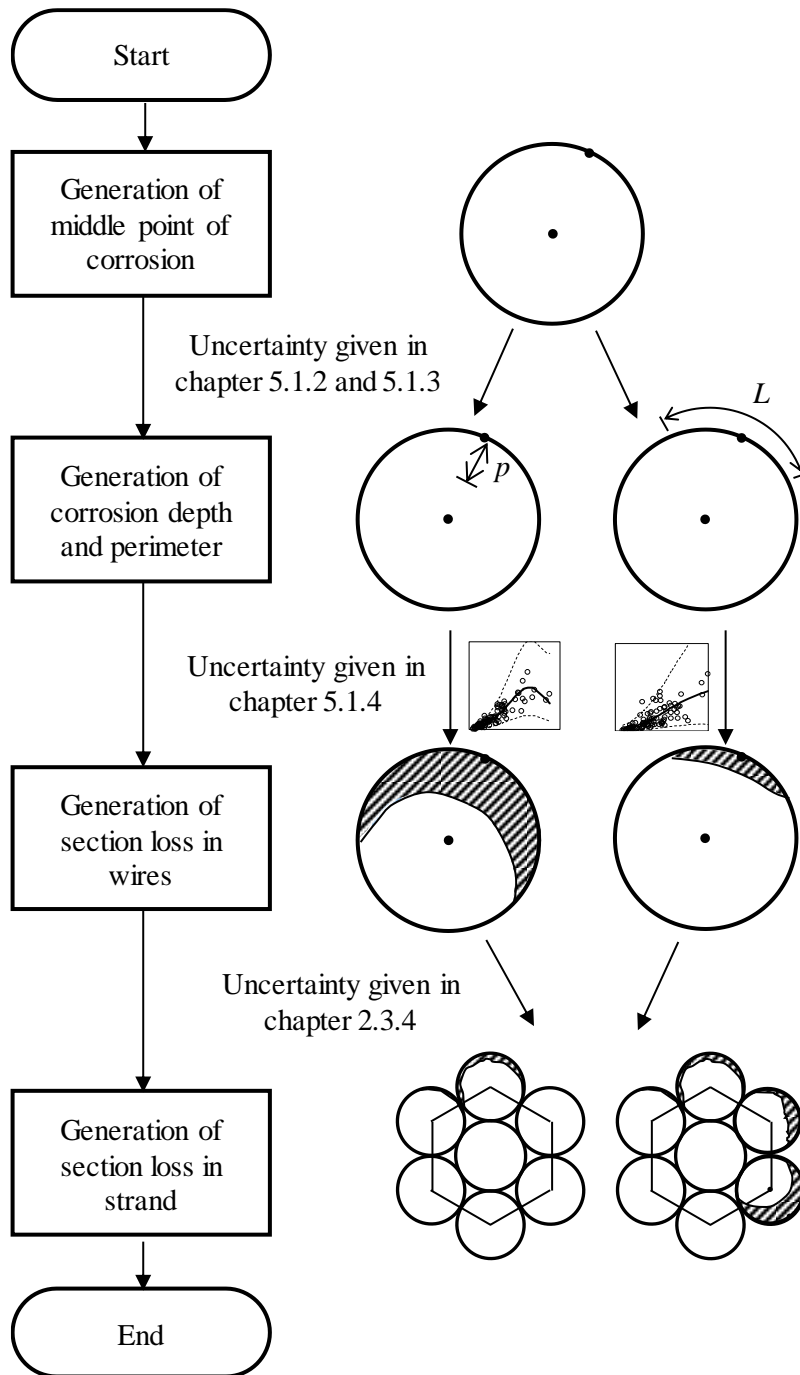 Start
Generation of
middle point of
corrosion
Uncertainty given in
chapter 5.1.2 and 5.1.3
L
Generation of
corrosion depth
and perimeter
p
Uncertainty given in
chapter 5.1.4
Generation of
section loss in
wires
Uncertainty given in
chapter 2.3.4
Generation of
section loss in
strand
End